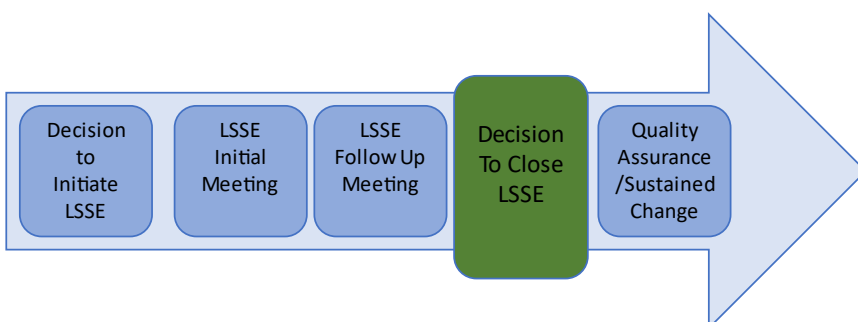 Decision
to
Initiate
LSSE
LSSE
Initial
Meeting
LSSE
Follow Up
Meeting
Decision
To Close
LSSE
Quality
Assurance
/Sustained
Change